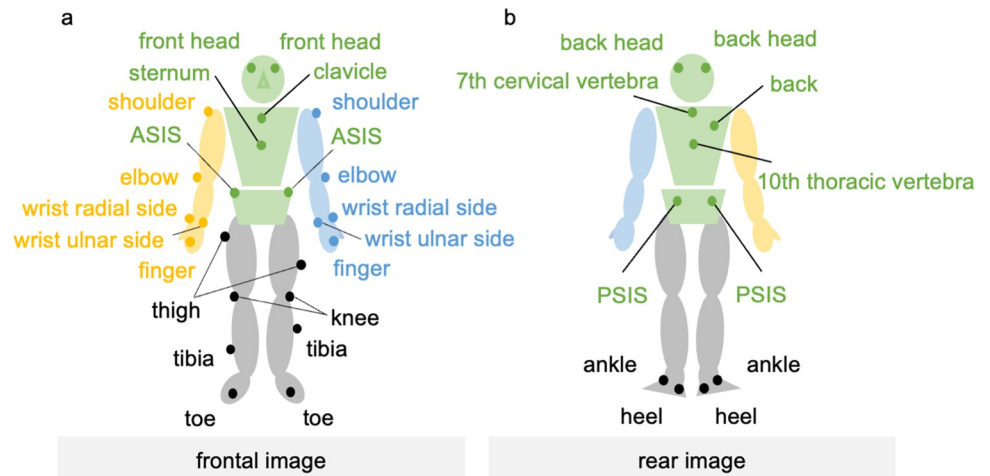 a
front head
front head
sternum
clavicle
shoulder
shoulder
ASIS
ASIS
elbow
elbow
wrist radial side
wrist radial side
wrist ulnar side
wrist ulnar side
finger
finger
thigh
knee
tibia
tibia
toe
toe
frontal image
b
back head
back head
7th cervical vertebra
back
10th thoracic vertebra
PSIS
PSIS
ankle
ankle
heel
heel
rear image